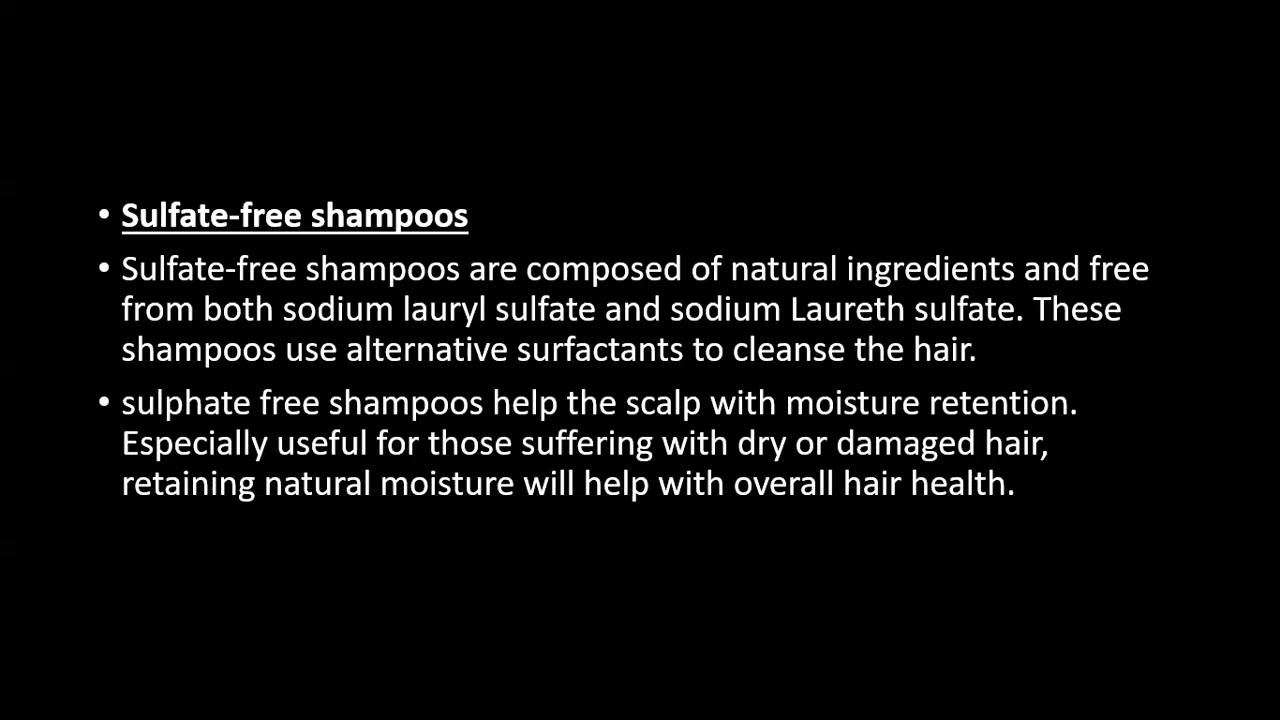 • Sulfate-free shampoos
• Sulfate-free shampoos are composed of natural ingredients and free
from both sodium lauryl sulfate and sodium Laureth sulfate. These
shampoos use alternative surfactants to cleanse the hair.
• sulphate free shampoos help the scalp with moisture retention.
Especially useful for those suffering with dry or damaged hair,
retaining natural moisture will help with overall hair health.